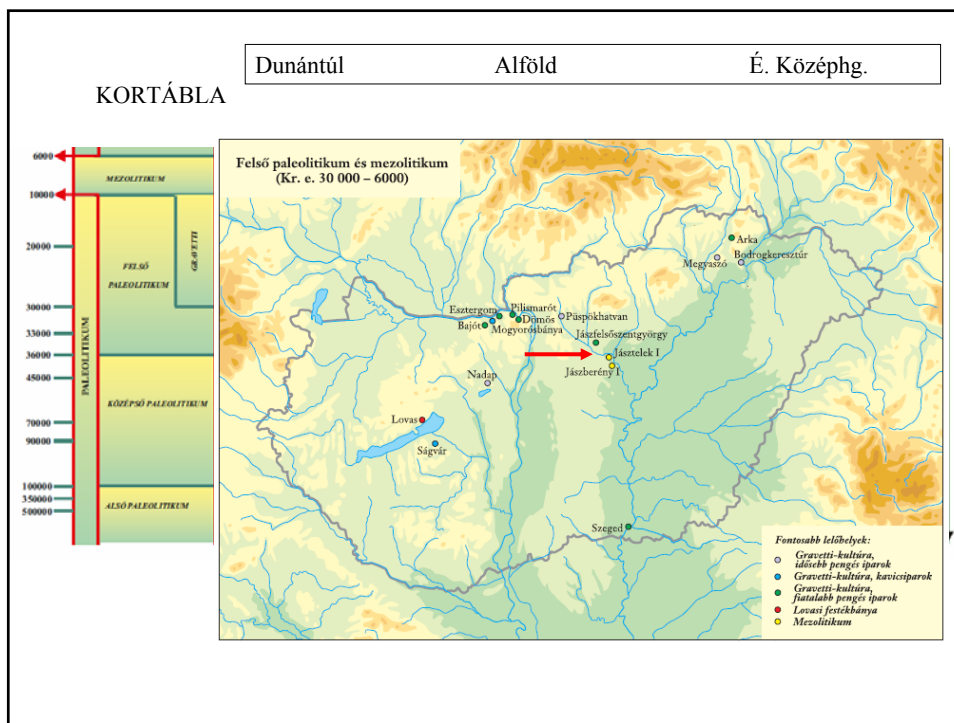 Dunántúl Alföld É. Középhg.
KORTÁBLA
6000
MEZOLITIKUM
10000
GRAVETTI
20000
FELSŐ
PALEOLITIKUM
30000
33000
PALEOLITIKUM
36000
45000
KÖZÉPSŐ PALEOLITIKUM
70000
90000
100000
350000
ALSÓ PALEOLITIKUM
500000
Felső paleolitikum és mezolitikum
(Kr. e. 30 000 – 6000)
Arka
Bodrogkeresztúr
Megyaszó
Esztergom
Pilismarót
Dömös
Püspökhatvan
Bajót
Mogyorósbánya
Jászfelsőszentgyörgy
Jásztelek I
Jászberény I
Nadap
Lovas
Ságvár
Szeged
Fontosabb lelőhelyek:
Gravetti-kultúra,
idősebb pengés iparok
Gravetti-kultúra, kavicsiparok
Gravetti-kultúra,
fiatalabb pengés iparok
Lovasi festékbánya
Mezolitikum